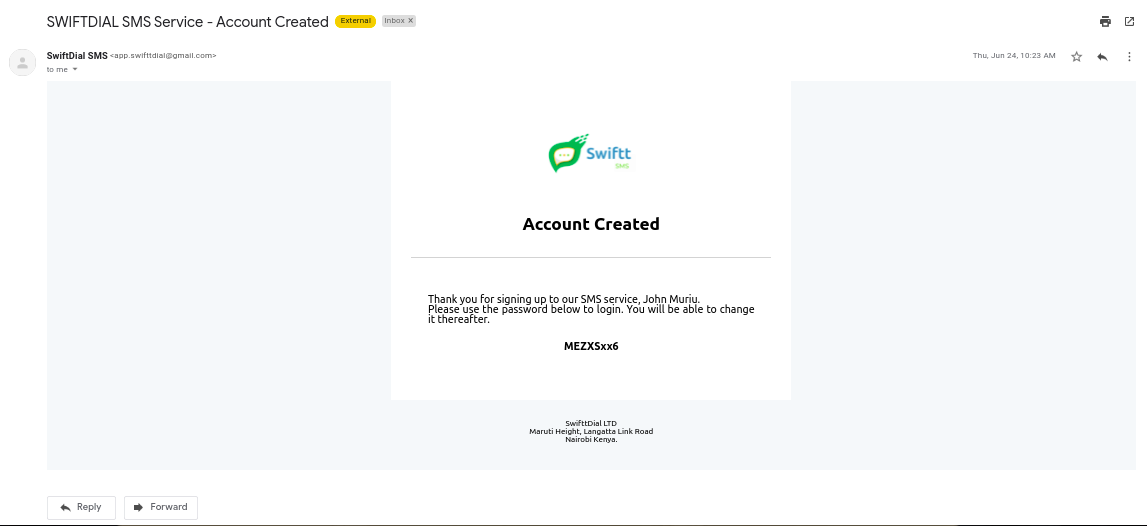 SWIFTDIAL SMS Service - Account Created External Inbox X
SwiftDial SMS <app.swifttdial@gmail.com> Thu, Jun 24, 10:23 AM
to me
Swiftt
SMS
Account Created
Thank you for signing up to our SMS service, John Muriu.
Please use the password below to login. You will be able to change
it thereafter.
MEZXSxx6
SwifttDial LTD
Maruti Height, Langatta Link Road
Nairobi Kenya.
Reply Forward